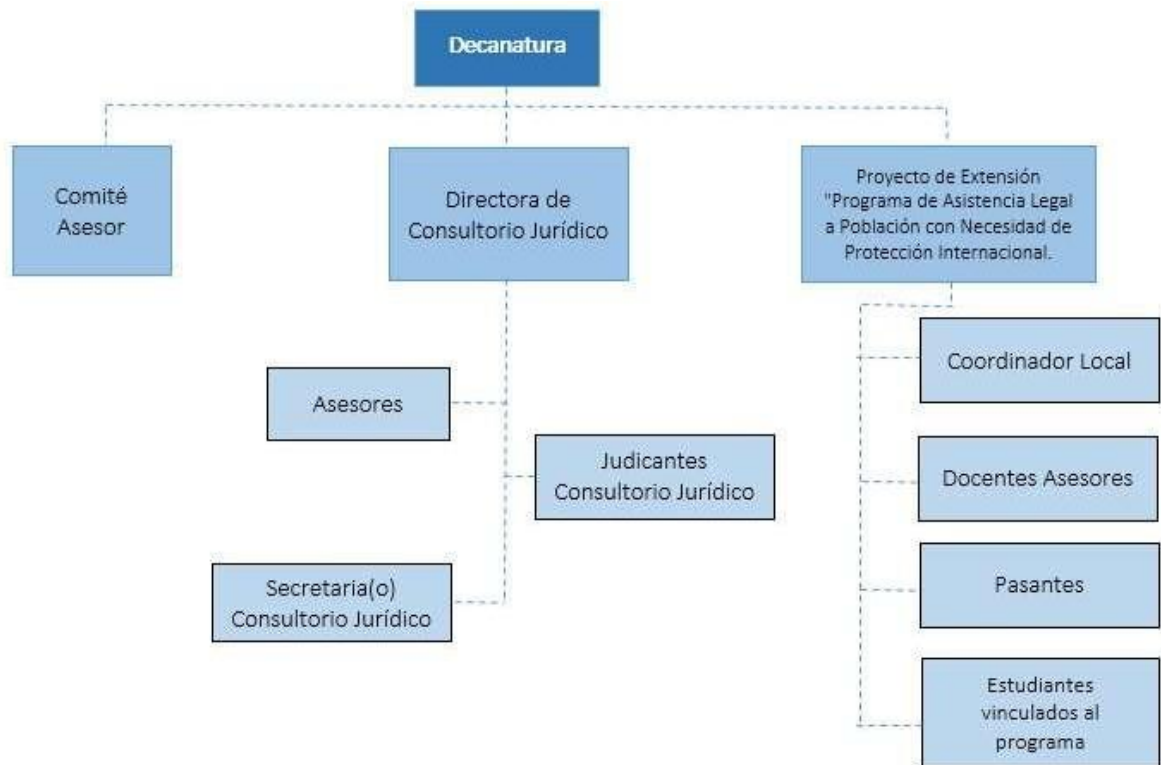 Decanatura
Comité
Asesor
Directora de
Consultorio Jurídico
Proyecto de Extensión
"Programa de Asistencia Legal
a Población con Necesidad de
Protección Internacional.
Asesores
Judicantes
Consultorio Jurídico
Secretaria(o)
Consultorio Jurídico
Coordinador Local
Docentes Asesores
Pasantes
Estudiantes
vinculados al
programa